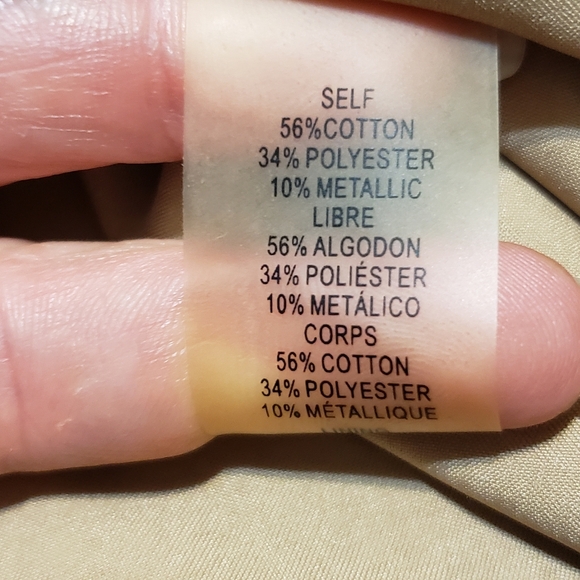 SELF
56%COTTON
34% POLYESTER
10% METALLIC
LIBRE
56% ALGODON
34% POLIÉSTER
10% METÁLICO
CORPS
56% COTTON
34% POLYESTER
10% MÉTALLIQUE
LINING